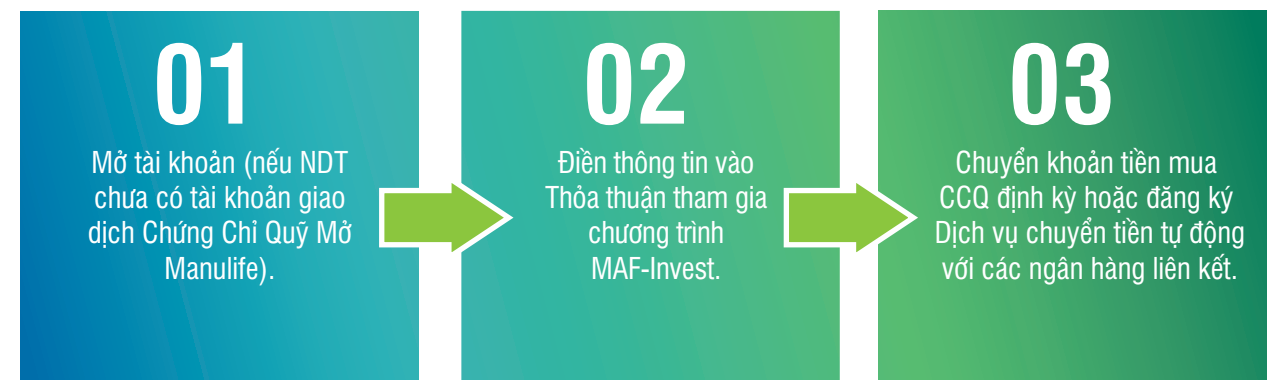 01
Mở tài khoản (nếu NDT
chưa có tài khoản giao
dịch Chứng Chỉ Quỹ Mở
Manulife).
02
Điền thông tin vào
Thỏa thuận tham gia
chương trình
MAF-Invest.
03
Chuyển khoản tiền mua
CCQ định kỳ hoặc đăng ký
Dịch vụ chuyển tiền tự động
với các ngân hàng liên kết.